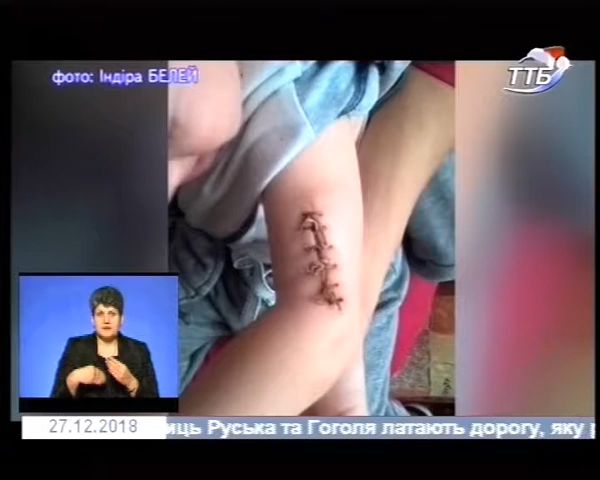 фото: Індіра БЕЛЕЙ
ТТБ
27.12.2018
иць Руська та Гоголя латають дорогу, яку